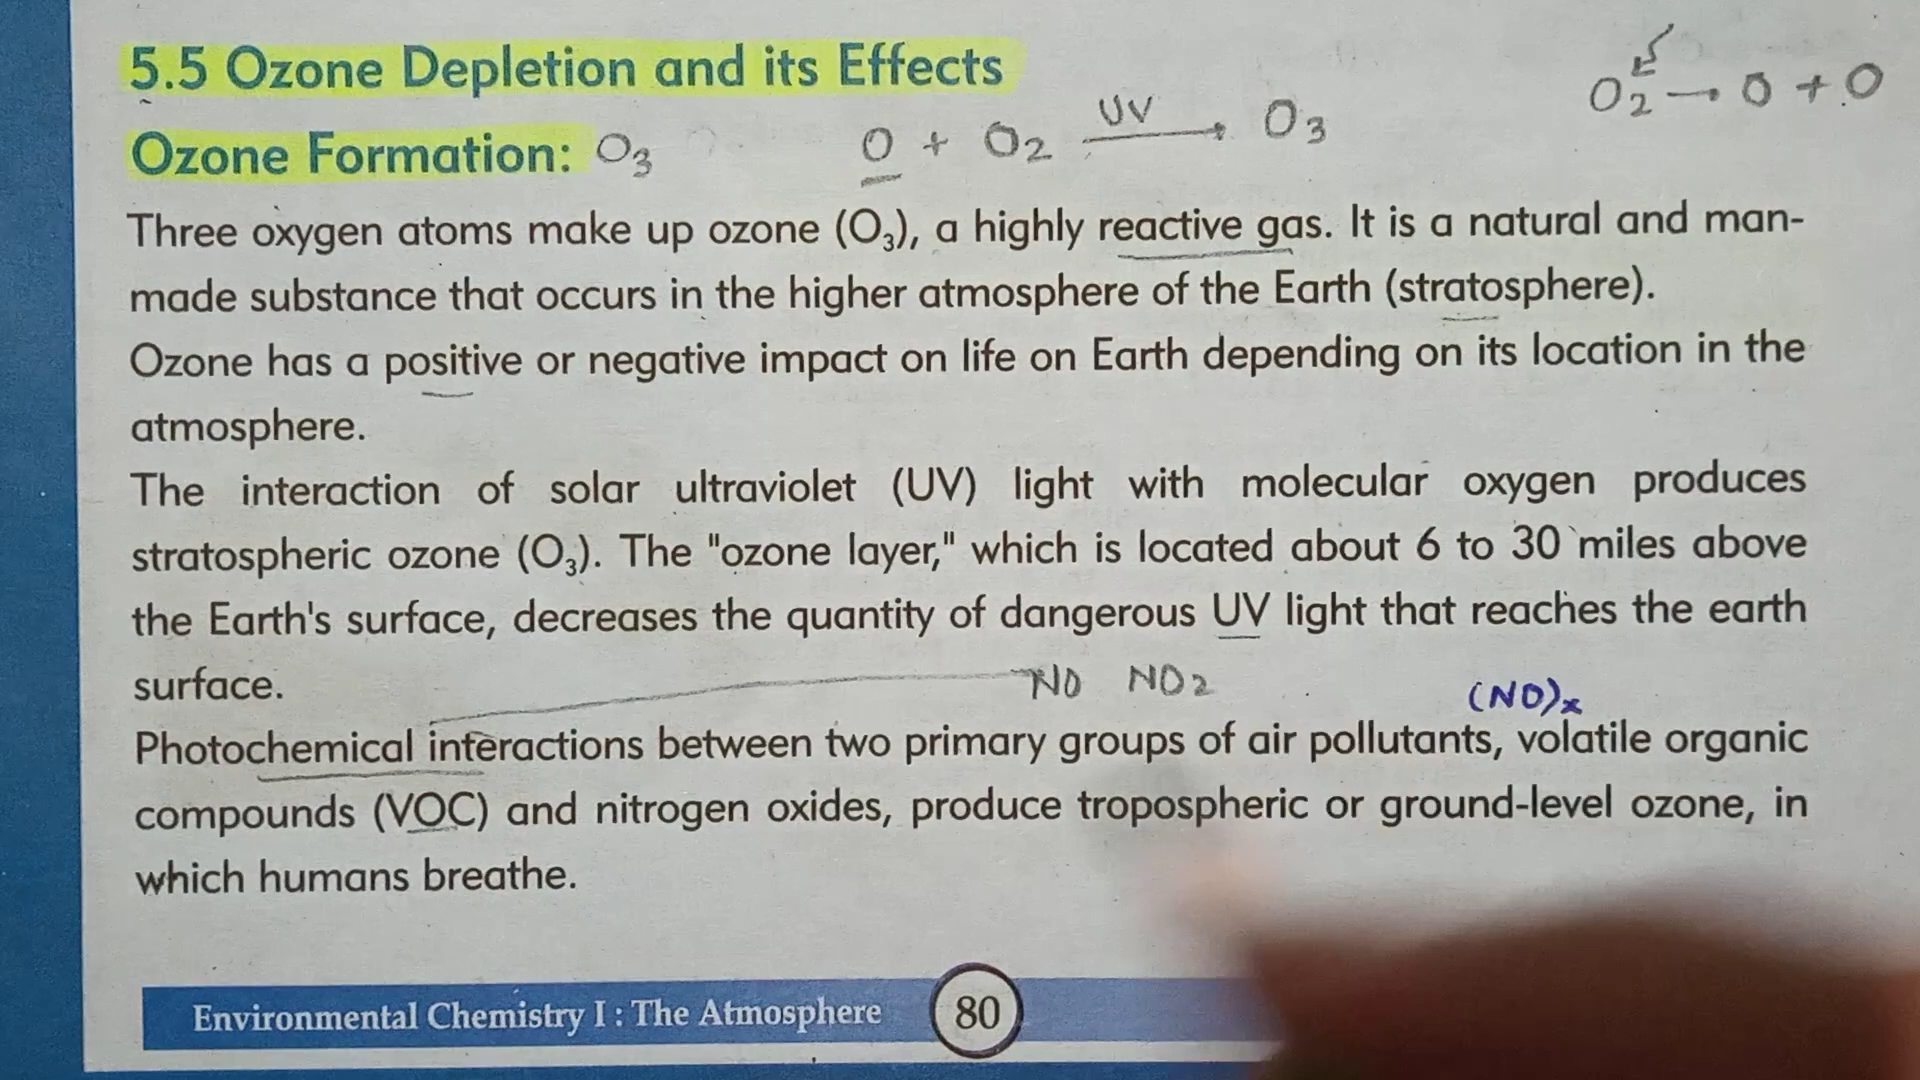 5.5 Ozone Depletion and its Effects
O₂ → O + O
Ozone Formation: O₃ O + O₂ UV → O₃
Three oxygen atoms make up ozone (O₃), a highly reactive gas. It is a natural and man-
made substance that occurs in the higher atmosphere of the Earth (stratosphere).
Ozone has a positive or negative impact on life on Earth depending on its location in the
atmosphere.
The interaction of solar ultraviolet (UV) light with molecular oxygen produces
stratospheric ozone (O₃). The "ozone layer," which is located about 6 to 30 miles above
the Earth's surface, decreases the quantity of dangerous UV light that reaches the earth
surface.
NO NO₂ (NO)ₓ
Photochemical interactions between two primary groups of air pollutants, volatile organic
compounds (VOC) and nitrogen oxides, produce tropospheric or ground-level ozone, in
which humans breathe.
Environmental Chemistry I : The Atmosphere 80